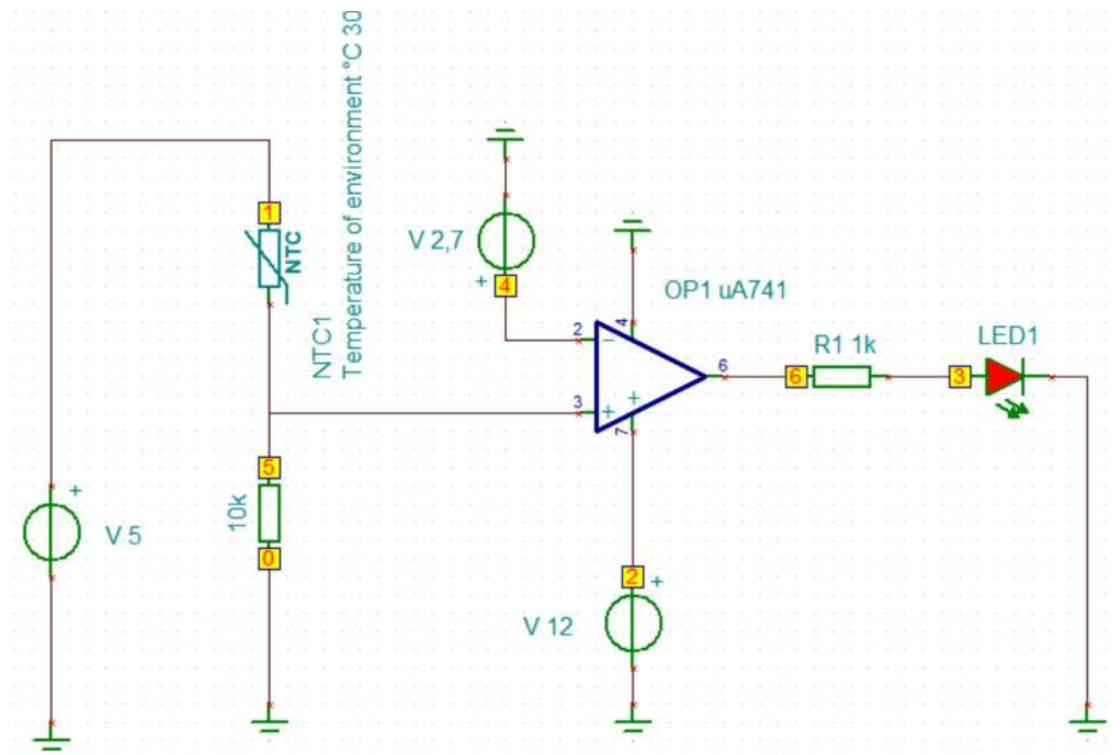 Temperature of environment °C 30
NTC1
1
NTC
V 2,7
+
4
OP1 uA741
4
2
−
6
R1 1k
LED1
6
3
3
+
+
7
5
10k
0
+
V 5
2
+
V 12